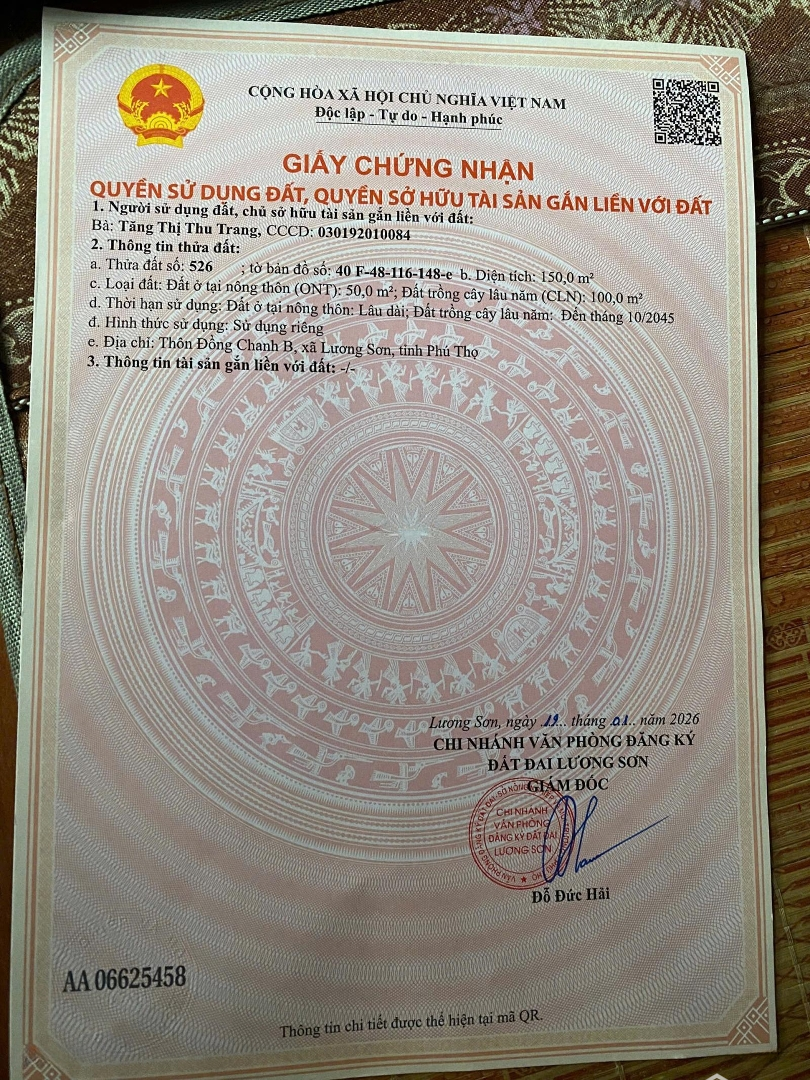 CỘNG HÒA XÃ HỘI CHỦ NGHĨA VIỆT NAM
Độc lập - Tự do - Hạnh phúc
GIẤY CHỨNG NHẬN
QUYỀN SỬ DỤNG ĐẤT, QUYỀN SỞ HỮU TÀI SẢN GẮN LIỀN VỚI ĐẤT
1. Người sử dụng đất, chủ sở hữu tài sản gắn liền với đất:
Bà: Tăng Thị Thu Trang, CCCD: 030192010084
2. Thông tin thửa đất:
a. Thửa đất số: 526 ; tờ bản đồ số: 40 F-48-116-148-e b. Diện tích: 150,0 m²
c. Loại đất: Đất ở tại nông thôn (ONT): 50,0 m²; Đất trồng cây lâu năm (CLN): 100,0 m²
d. Thời hạn sử dụng: Đất ở tại nông thôn: Lâu dài; Đất trồng cây lâu năm: Đến tháng 10/2045
đ. Hình thức sử dụng: Sử dụng riêng
e. Địa chỉ: Thôn Đồng Chanh B, xã Lương Sơn, tỉnh Phú Thọ
3. Thông tin tài sản gắn liền với đất: -/-
Lương Sơn, ngày .19.. tháng .01.. năm 2026
CHI NHÁNH VĂN PHÒNG ĐĂNG KÝ
ĐẤT ĐAI LƯƠNG SƠN
GIÁM ĐỐC
CHI NHÁNH
VĂN PHÒNG
ĐĂNG KÝ ĐẤT ĐAI
LƯƠNG SƠN
Đỗ Đức Hải
AA 06625458
Thông tin chi tiết được thể hiện tại mã QR.